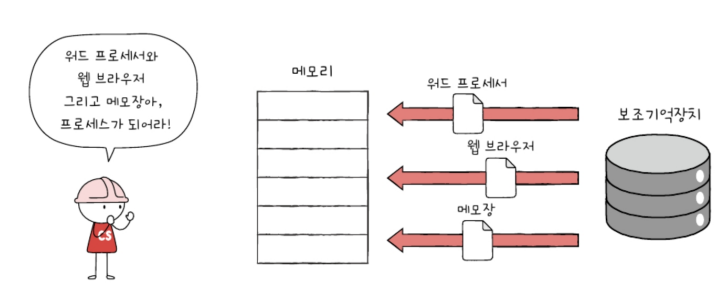 워드 프로세서와
웹 브라우저
그리고 메모장아,
프로세스가 되어라!
CS
메모리
워드 프로세서
웹 브라우저
메모장
보조기억장치